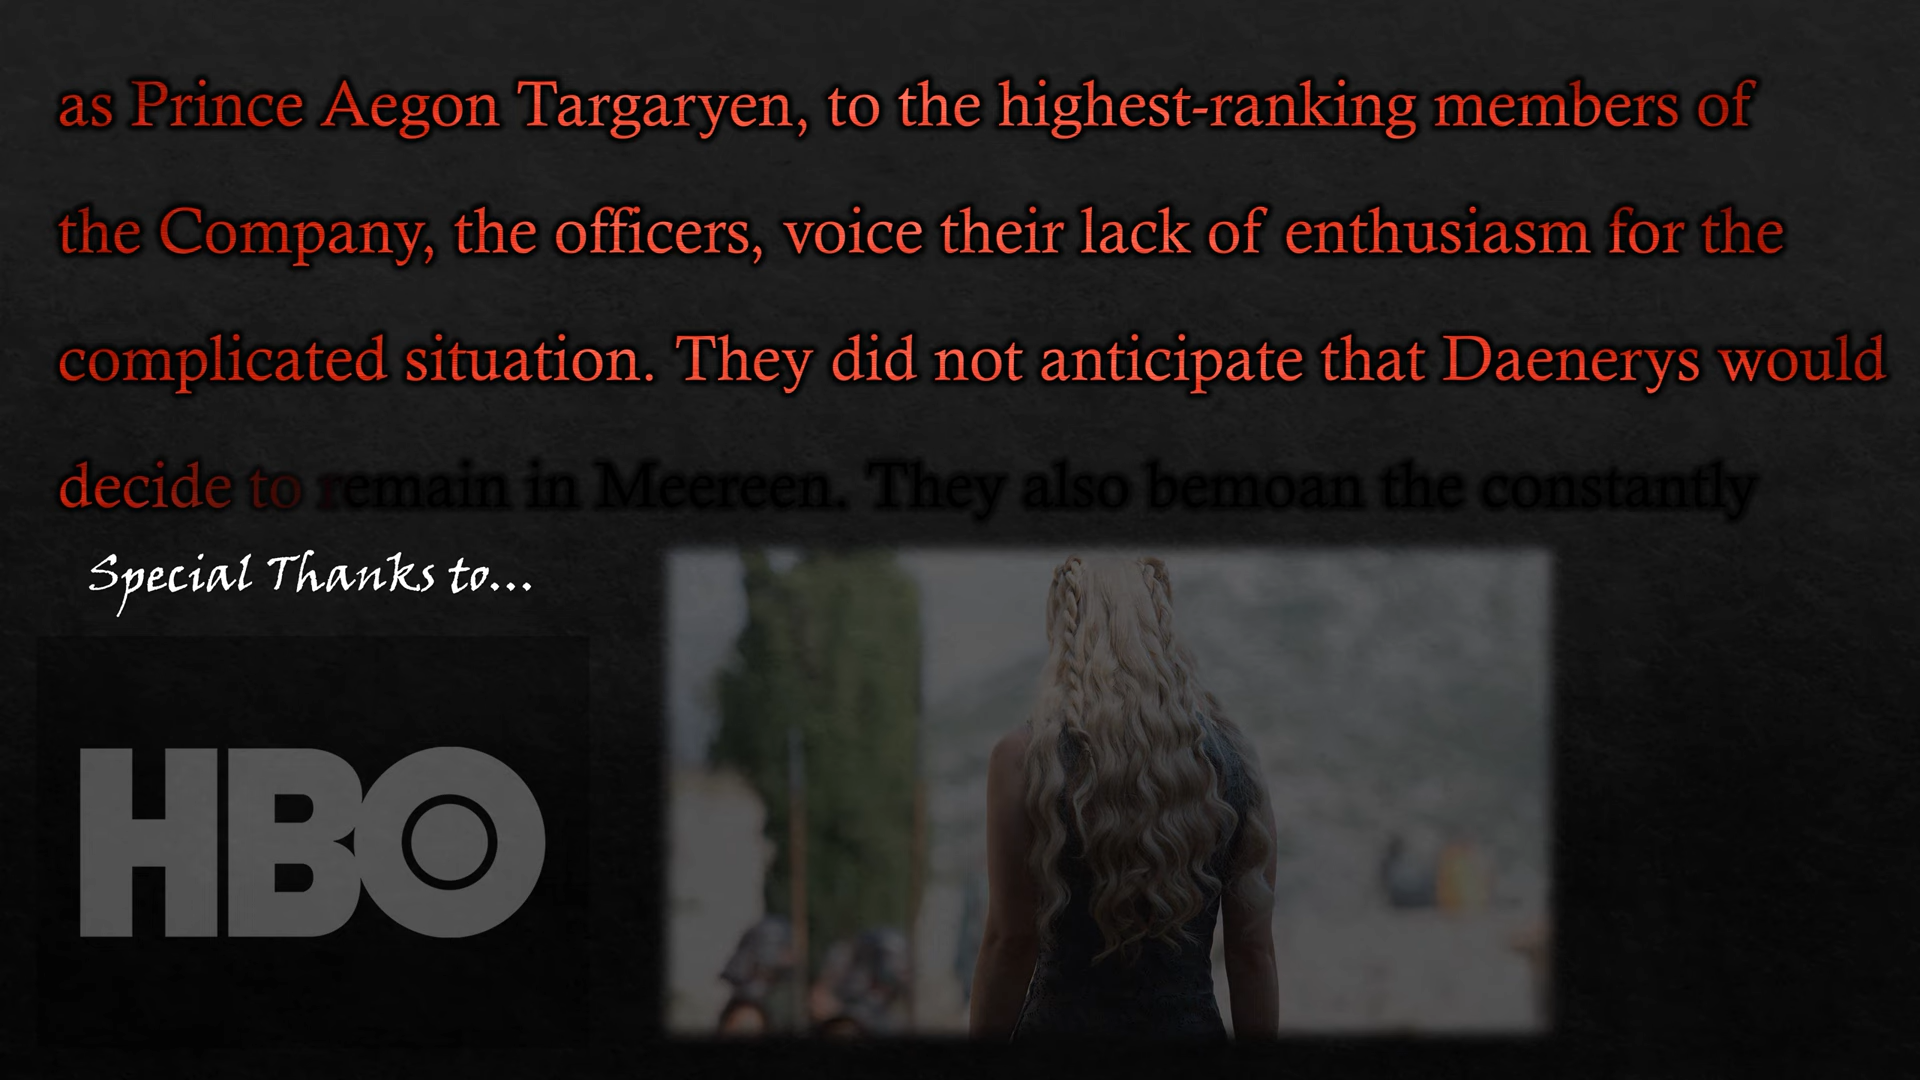 as Prince Aegon Targaryen, to the highest-ranking members of
the Company, the officers, voice their lack of enthusiasm for the
complicated situation. They did not anticipate that Daenerys would
decide to remain in Meereen. They also bemoan the constantly
Special Thanks to...
HBO